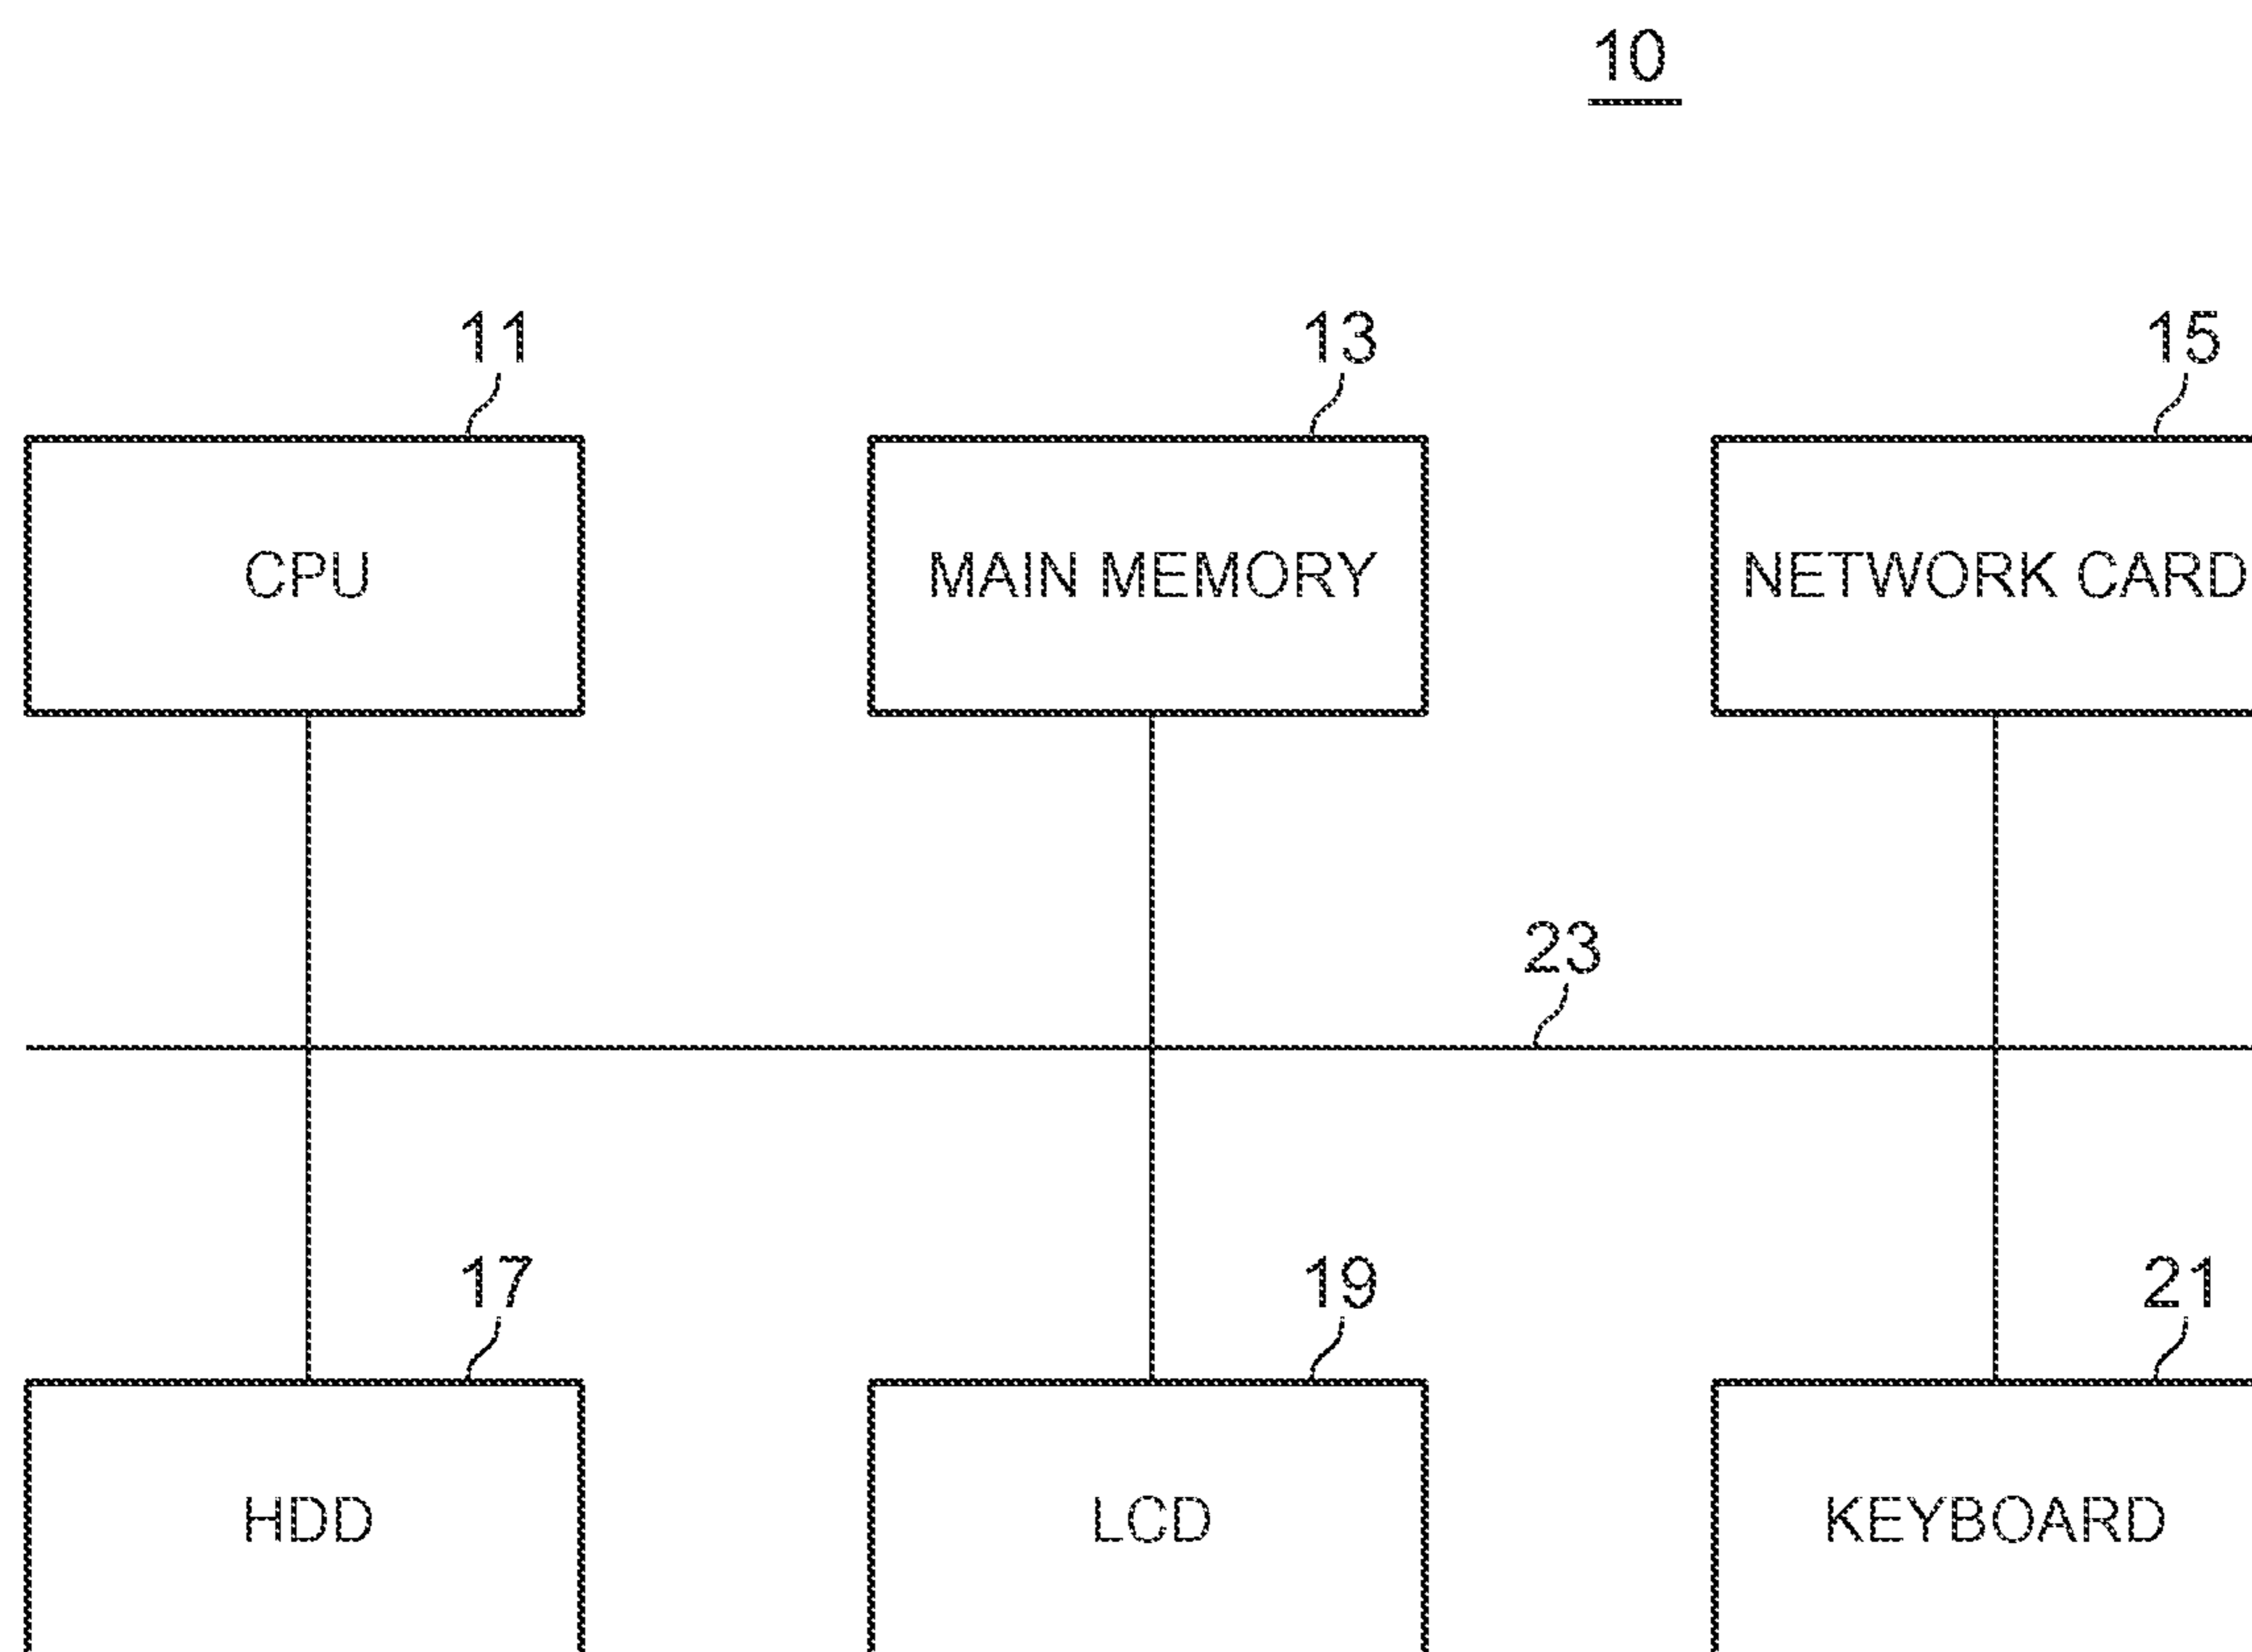 10
11 13 15
CPU MAIN MEMORY NETWORK CARD
23
17 19 21
HDD LCD KEYBOARD